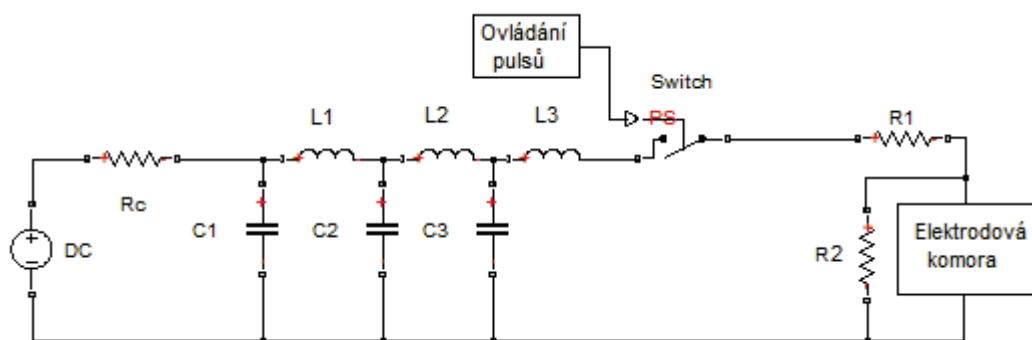 Ovládání
pulsů
Switch
PS
L1
L2
L3
R1
Rc
C1
C2
C3
DC
R2
Elektrodová
komora